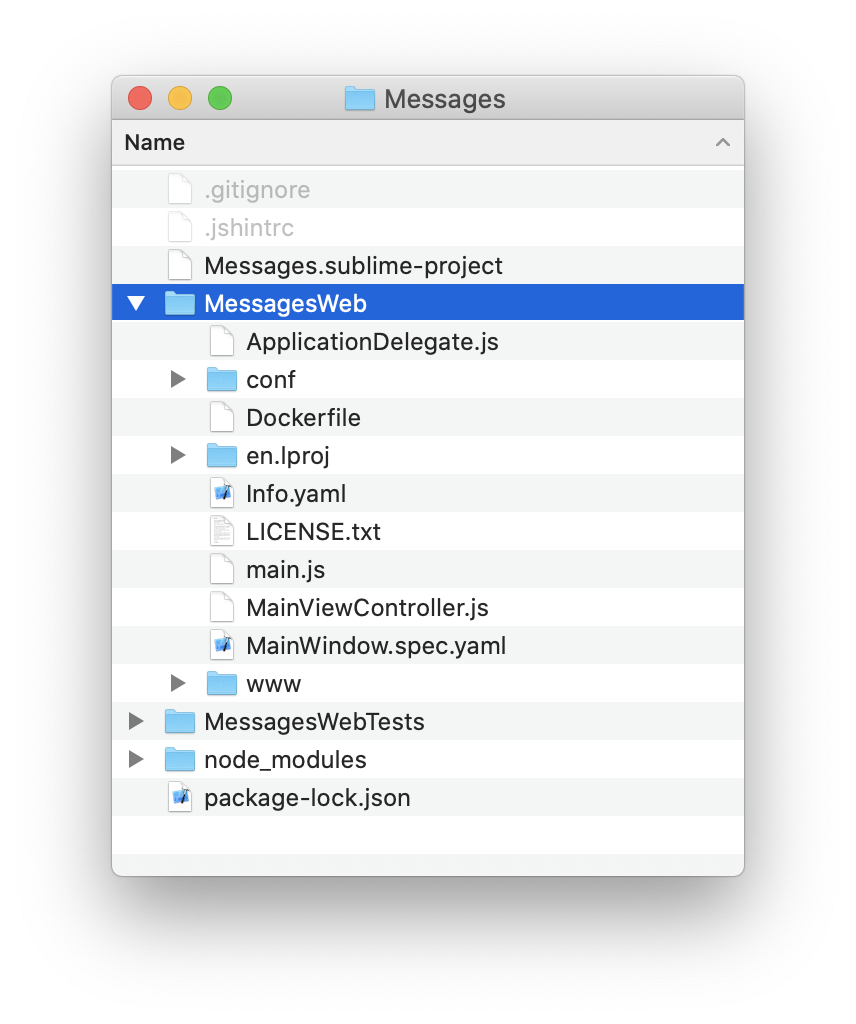 Messages
Name
.gitignore
.jshintrc
Messages.sublime-project
MessagesWeb
ApplicationDelegate.js
conf
Dockerfile
en.lproj
Info.yaml
LICENSE.txt
main.js
MainViewController.js
MainWindow.spec.yaml
www
MessagesWebTests
node_modules
package-lock.json